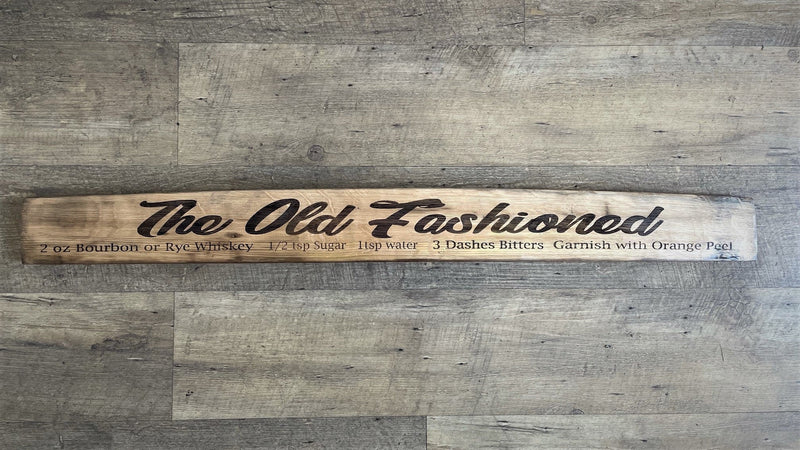 The Old Fashioned
2 oz Bourbon or Rye Whiskey 1/2 tsp Sugar 1tsp water 3 Dashes Bitters Garnish with Orange Peel